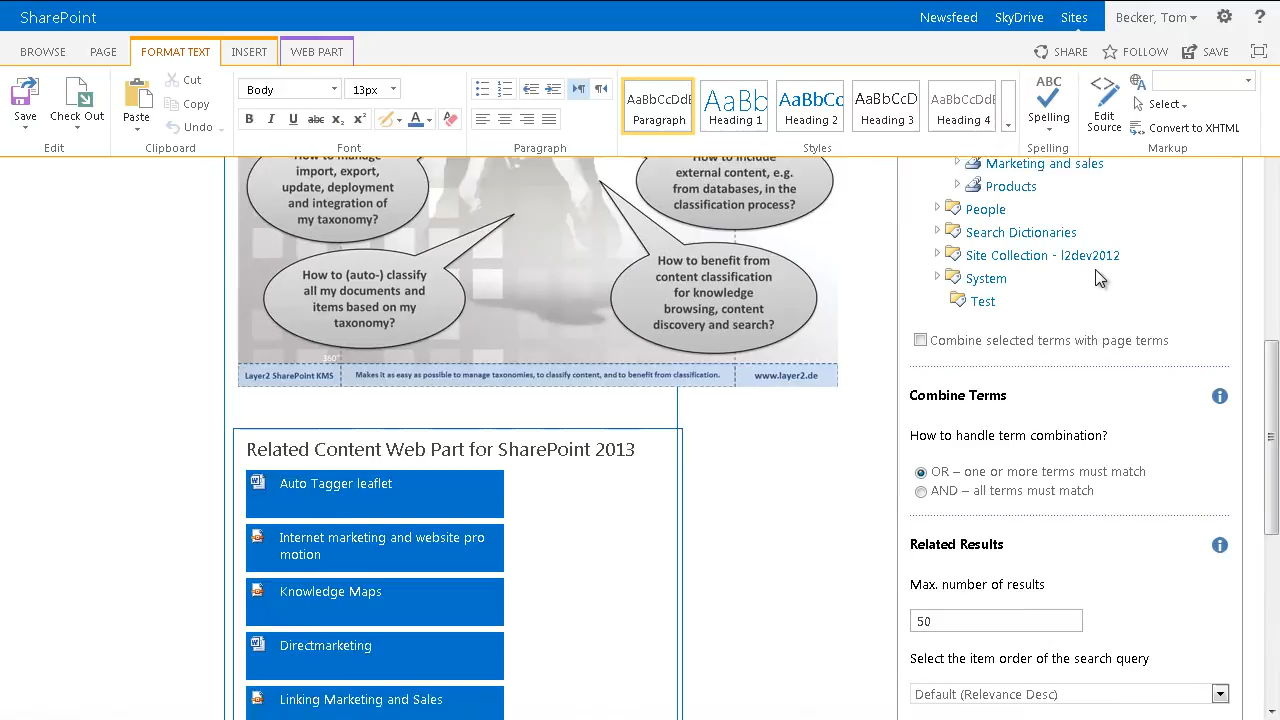 SharePoint
Newsfeed SkyDrive Sites Becker, Tom ?
BROWSE PAGE FORMAT TEXT INSERT WEB PART
SHARE FOLLOW SAVE
Save
Check Out
Edit
Paste
Cut
Copy
Undo
Clipboard
Body 13px
B I U abc x₂ x²
A
Font
Paragraph
AaBbCcDdE
Paragraph
AaBb
Heading 1
AaBbCc
Heading 2
AaBbCcD
Heading 3
AaBbCcDdE
Heading 4
Styles
ABC
Spelling
Spelling
Edit
Source
Select
Convert to XHTML
Markup
How to manage
import, export,
update, deployment
and integration of
my taxonomy?
How to include
external content, e.g.
from databases, in the
classification process?
How to (auto-) classify
all my documents and
items based on my
taxonomy?
How to benefit from
content classification
for knowledge
browsing, content
discovery and search?
360°
Layer2 SharePoint KMS Makes it as easy as possible to manage taxonomies, to classify content, and to benefit from classification. www.layer2.de
Related Content Web Part for SharePoint 2013
Auto Tagger leaflet
Internet marketing and website pro
motion
Knowledge Maps
Directmarketing
Linking Marketing and Sales
Marketing and sales
Products
People
Search Dictionaries
Site Collection - l2dev2012
System
Test
Combine selected terms with page terms
Combine Terms
How to handle term combination?
OR – one or more terms must match
AND – all terms must match
Related Results
Max. number of results
50
Select the item order of the search query
Default (Relevance Desc)